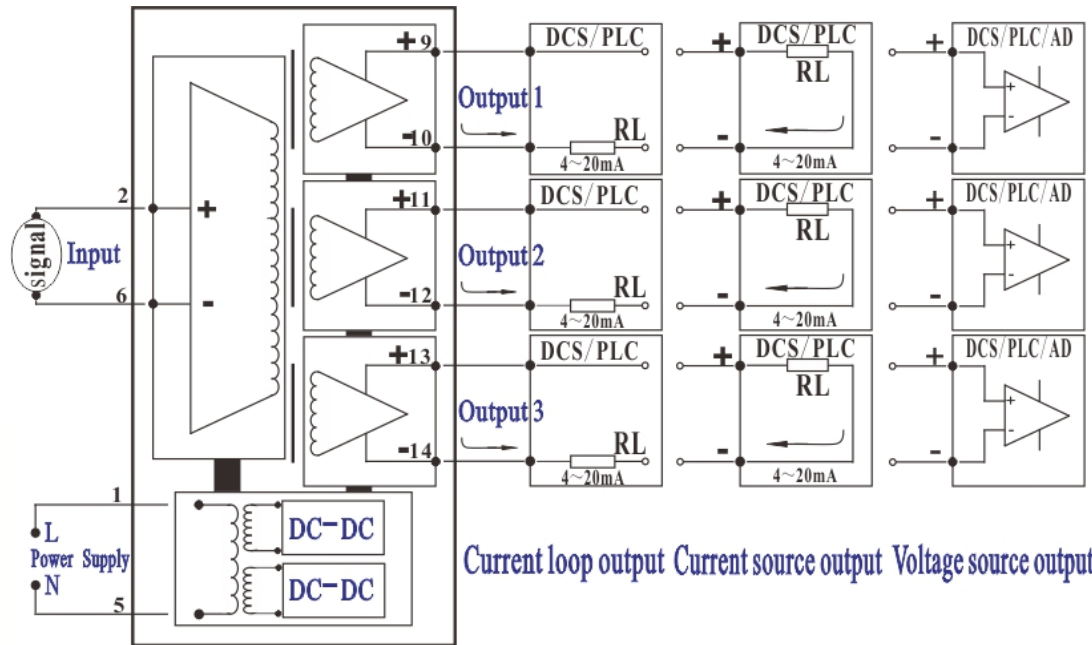 + 9
- 10
Output 1
DCS/PLC
RL
4～20mA
+
-
DCS/PLC
RL
4～20mA
+
-
DCS/PLC/AD
+
-
2
6
signal
Input
+
-
+ 11
- 12
Output 2
DCS/PLC
RL
4～20mA
+
-
DCS/PLC
RL
4～20mA
+
-
DCS/PLC/AD
+
-
+ 13
- 14
Output 3
DCS/PLC
RL
4～20mA
+
-
DCS/PLC
RL
4～20mA
+
-
DCS/PLC/AD
+
-
1
L
Power Supply
N
5
DC-DC
DC-DC
Current loop output
Current source output
Voltage source output